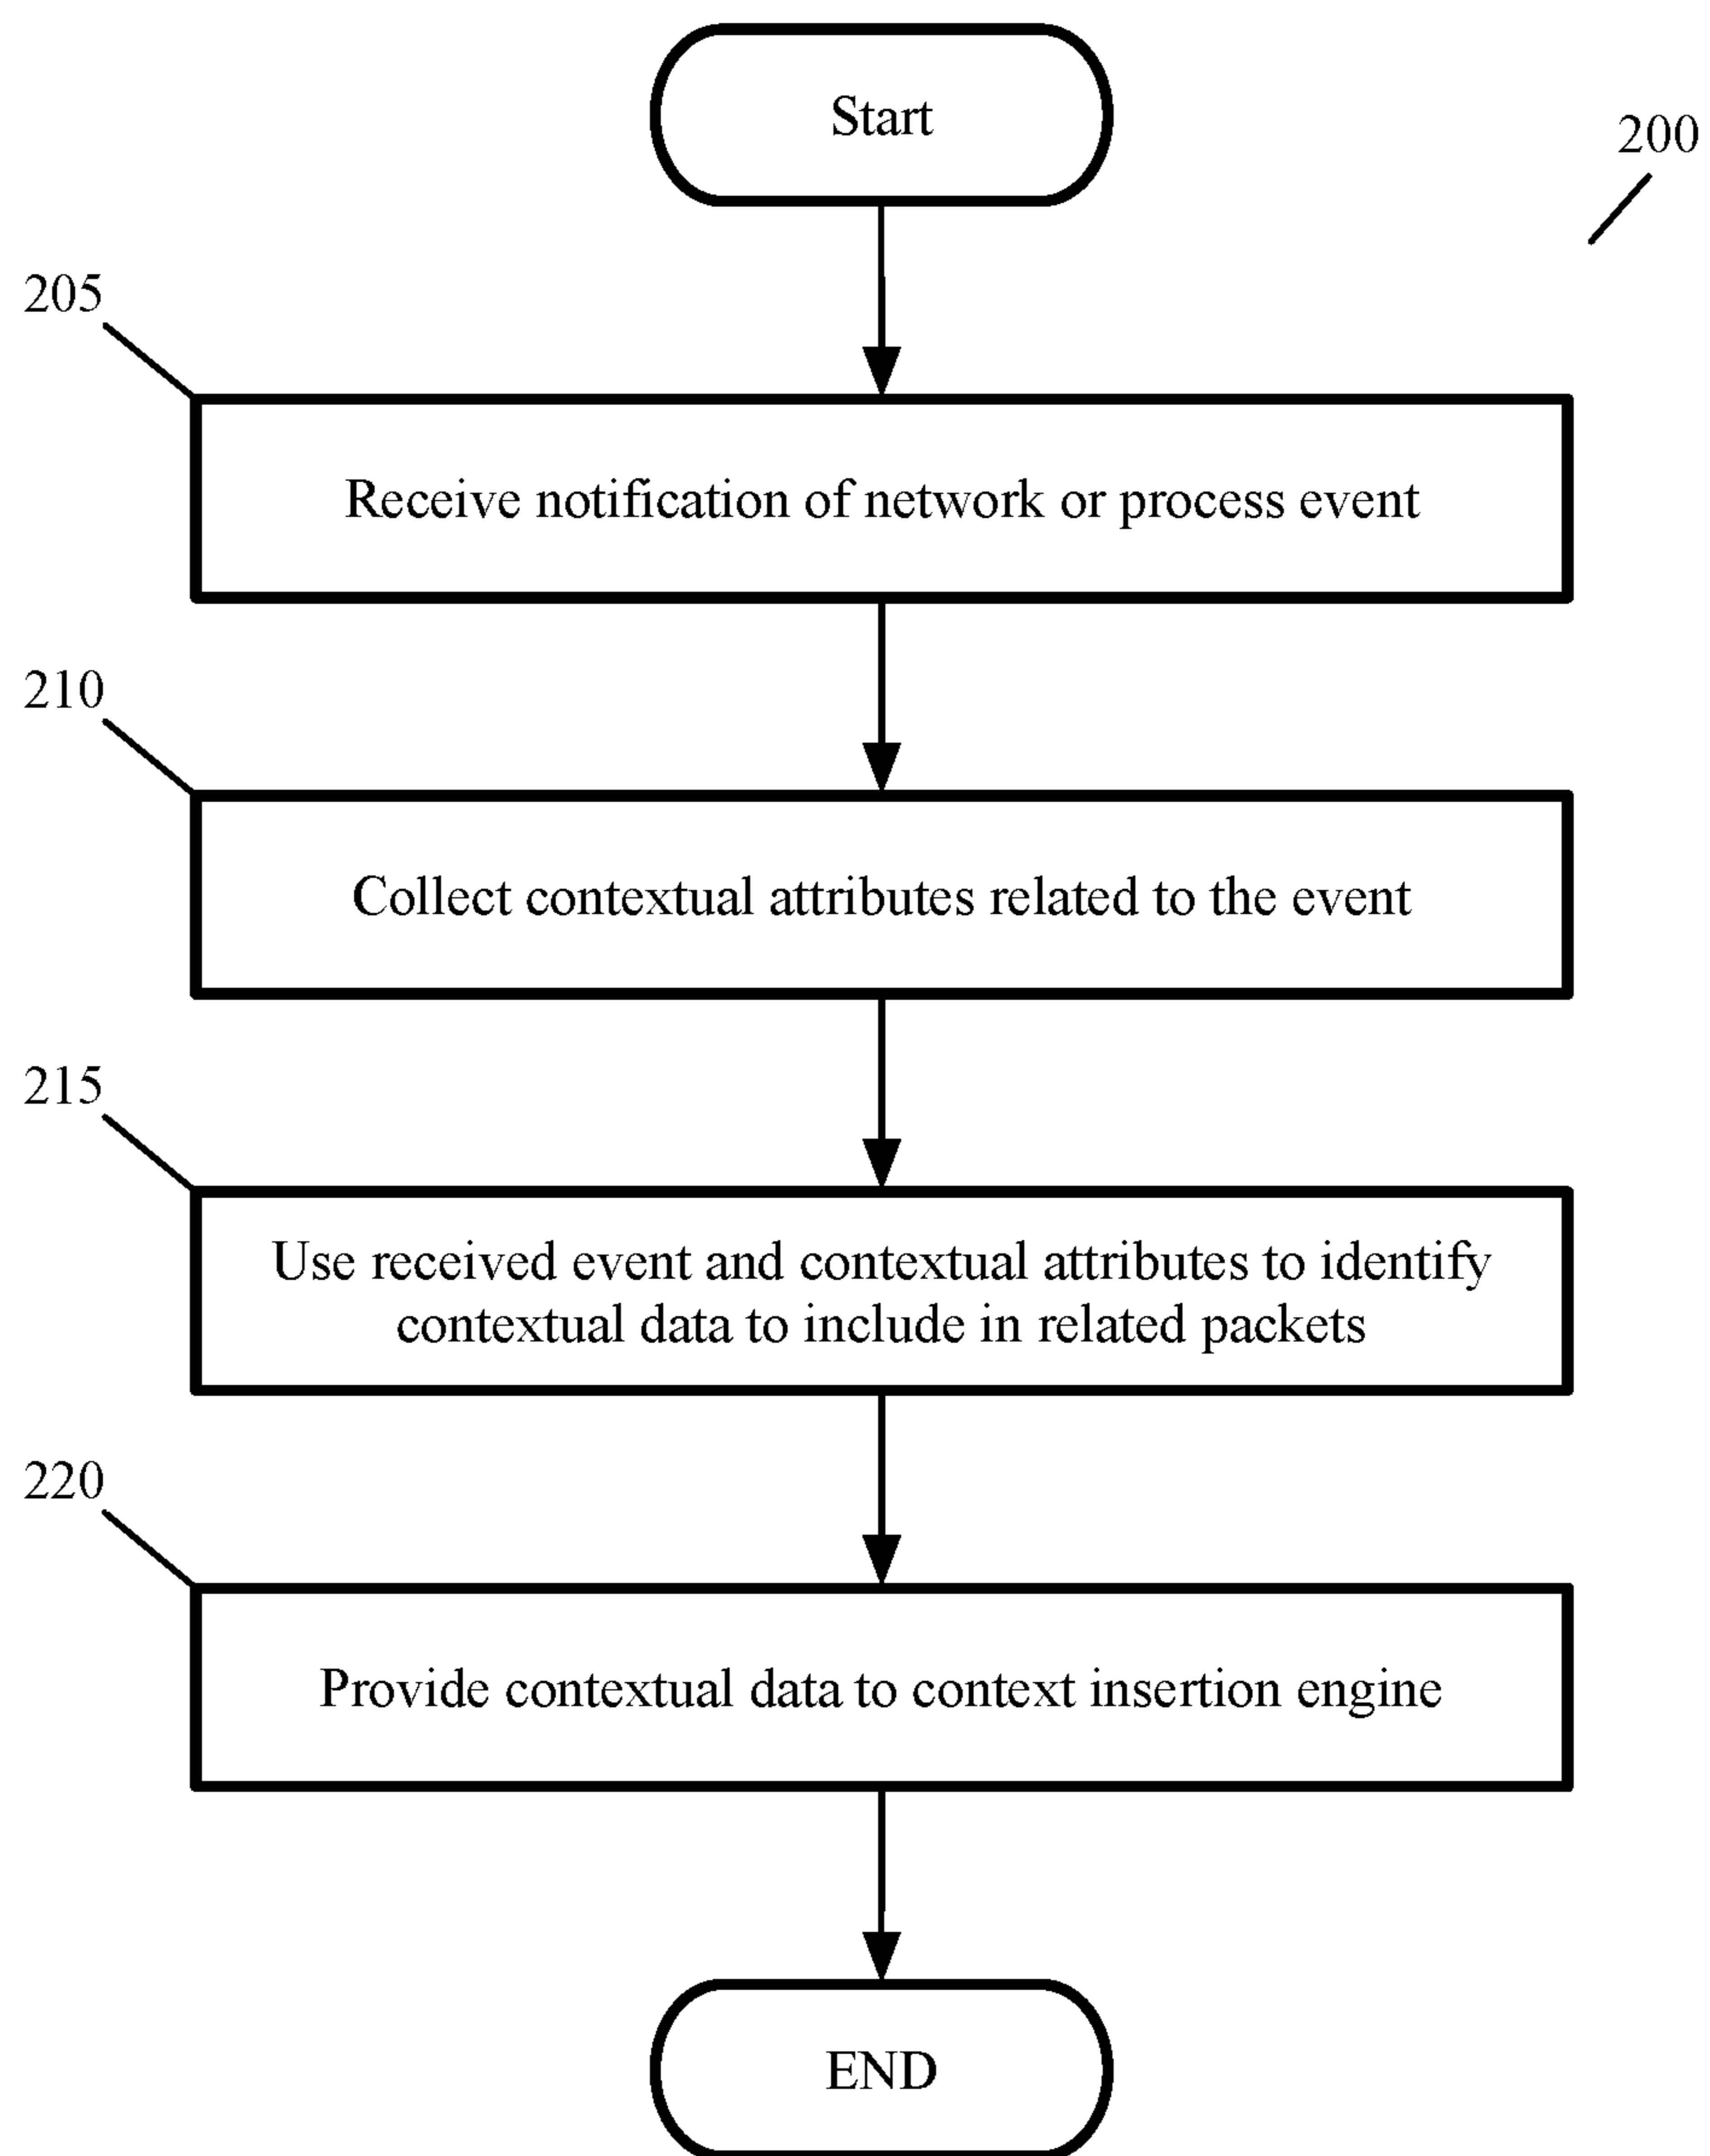 Start
200
205
Receive notification of network or process event
210
Collect contextual attributes related to the event
215
Use received event and contextual attributes to identify
contextual data to include in related packets
220
Provide contextual data to context insertion engine
END